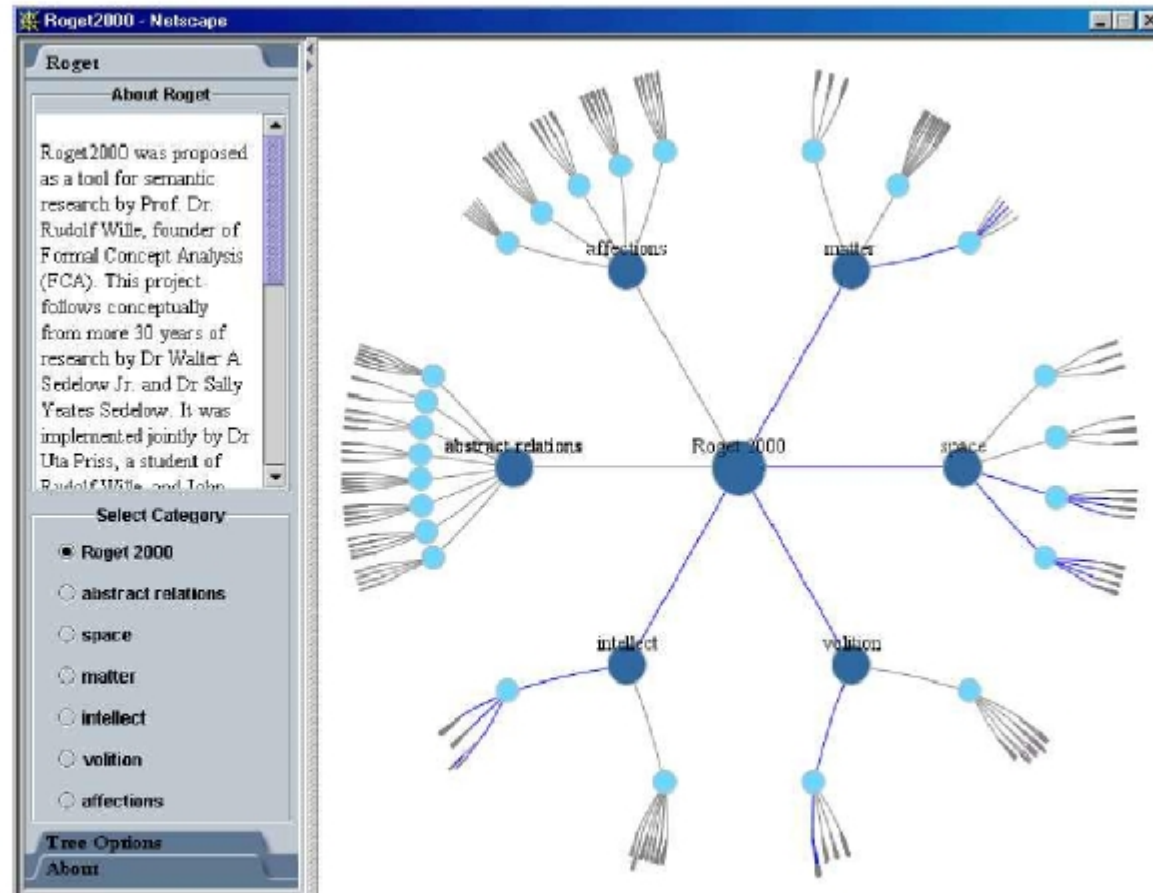 Roget2000 - Netscape
Roget
About Roget
Roget2000 was proposed
as a tool for semantic
research by Prof. Dr.
Rudolf Wille, founder of
Formal Concept Analysis
(FCA). This project
follows conceptually
from more 30 years of
research by Dr Walter A
Sedelow Jr. and Dr Sally
Yeates Sedelow. It was
implemented jointly by Dr
Uta Priss, a student of
Rudolf Wille, and John
Select Category
Roget 2000
abstract relations
space
matter
intellect
volition
affections
Tree Options
About
affections
matter
abstract relations
Roget 2000
space
intellect
volition